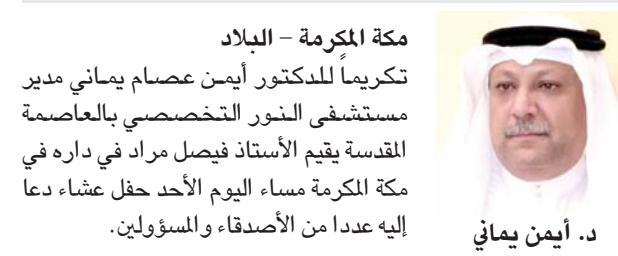 مكة المكرمة – البلاد
تكريماً للدكتور أيمن عصام يماني مدير
مستشفى النور التخصصي بالعاصمة
المقدسة يقيم الأستاذ فيصل مراد في داره في
مكة المكرمة مساء اليوم الأحد حفل عشاء دعا
إليه عددا من الأصدقاء والمسؤولين.
د. أيمن يماني